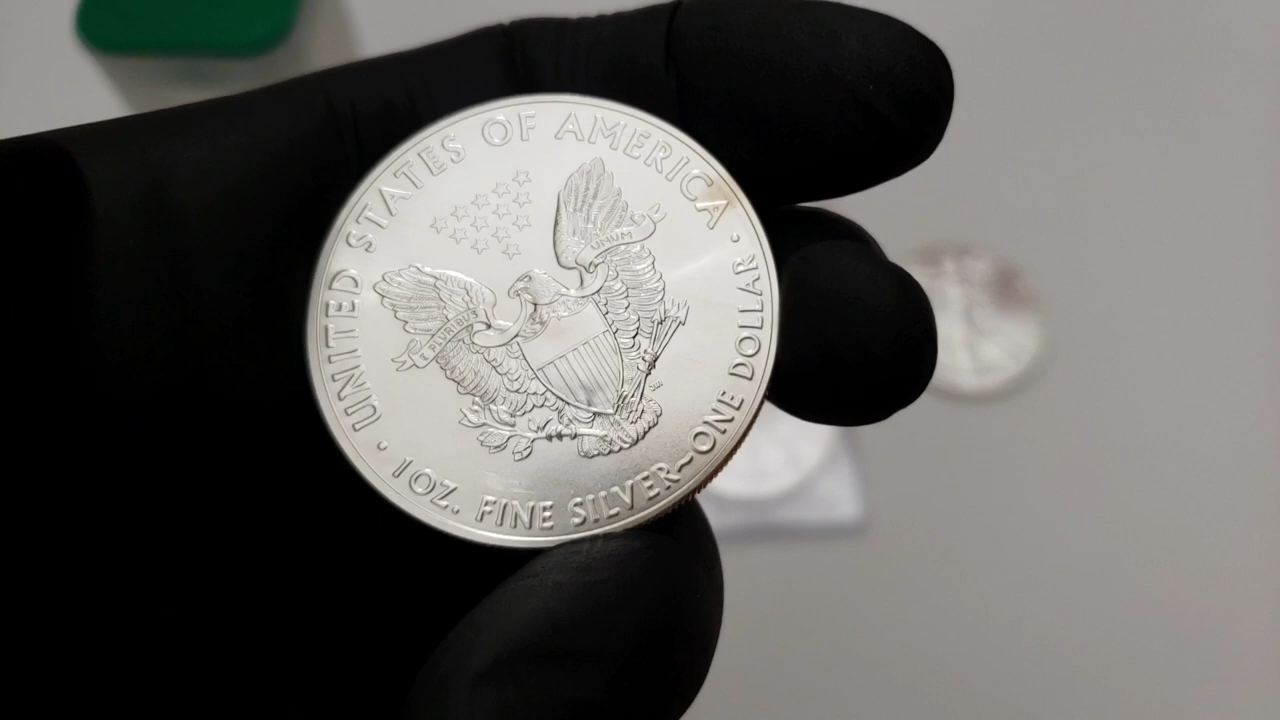 UNITED STATES OF AMERICA
E PLURIBUS
UNUM
1 OZ. FINE SILVER~ONE DOLLAR